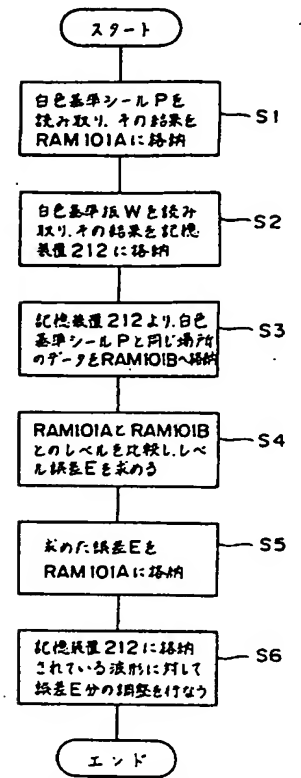 スタート
白色基準シールPを
読み取り、その結果を
RAM101Aに格納
S1
白色基準板Wを読み
取り、その結果を記憶
装置212に格納
S2
記憶装置212より、白色
基準シールPと同じ場所
のデータをRAM101Bへ格納
S3
RAM101AとRAM101B
とのレベルを比較し、レベ
ル誤差Eを求める
S4
求めた誤差Eを
RAM101Aに格納
S5
記憶装置212に格納
されている波形に対して
誤差E分の調整を行なう
S6
エンド